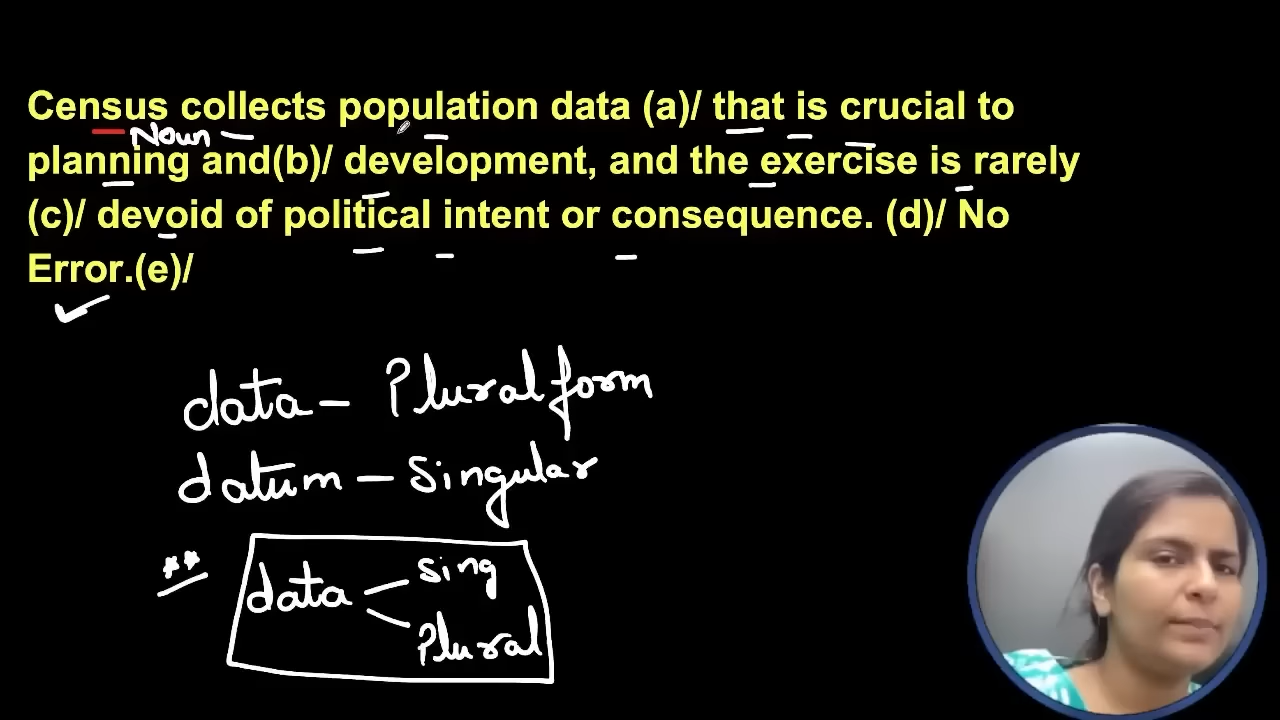 Census collects population data (a)/ that is crucial to
Noun
planning and(b)/ development, and the exercise is rarely
(c)/ devoid of political intent or consequence. (d)/ No
Error.(e)/
data - Plural form
datum - Singular
** data sing
Plural